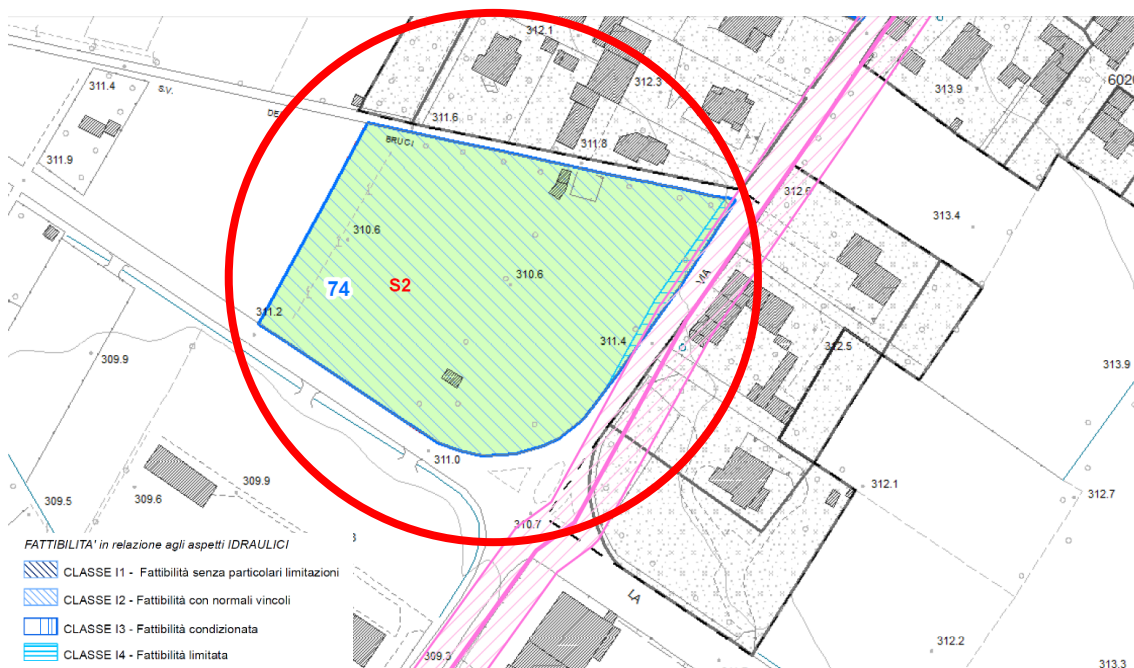 312.1
311.4
S.V.
312.3
313.9
602
DE
311.6
BRUCI
311.8
311.9
312.6
313.4
310.6
310.6
74
S2
VIA
311.2
311.4
312.5
309.9
313.9
311.0
309.9
309.6
309.5
312.1
312.7
310.7
FATTIBILITA' in relazione agli aspetti IDRAULICI
CLASSE I1 - Fattibilità senza particolari limitazioni
CLASSE I2 - Fattibilità con normali vincoli
LA
CLASSE I3 - Fattibilità condizionata
312.2
CLASSE I4 - Fattibilità limitata
309.3
313.3